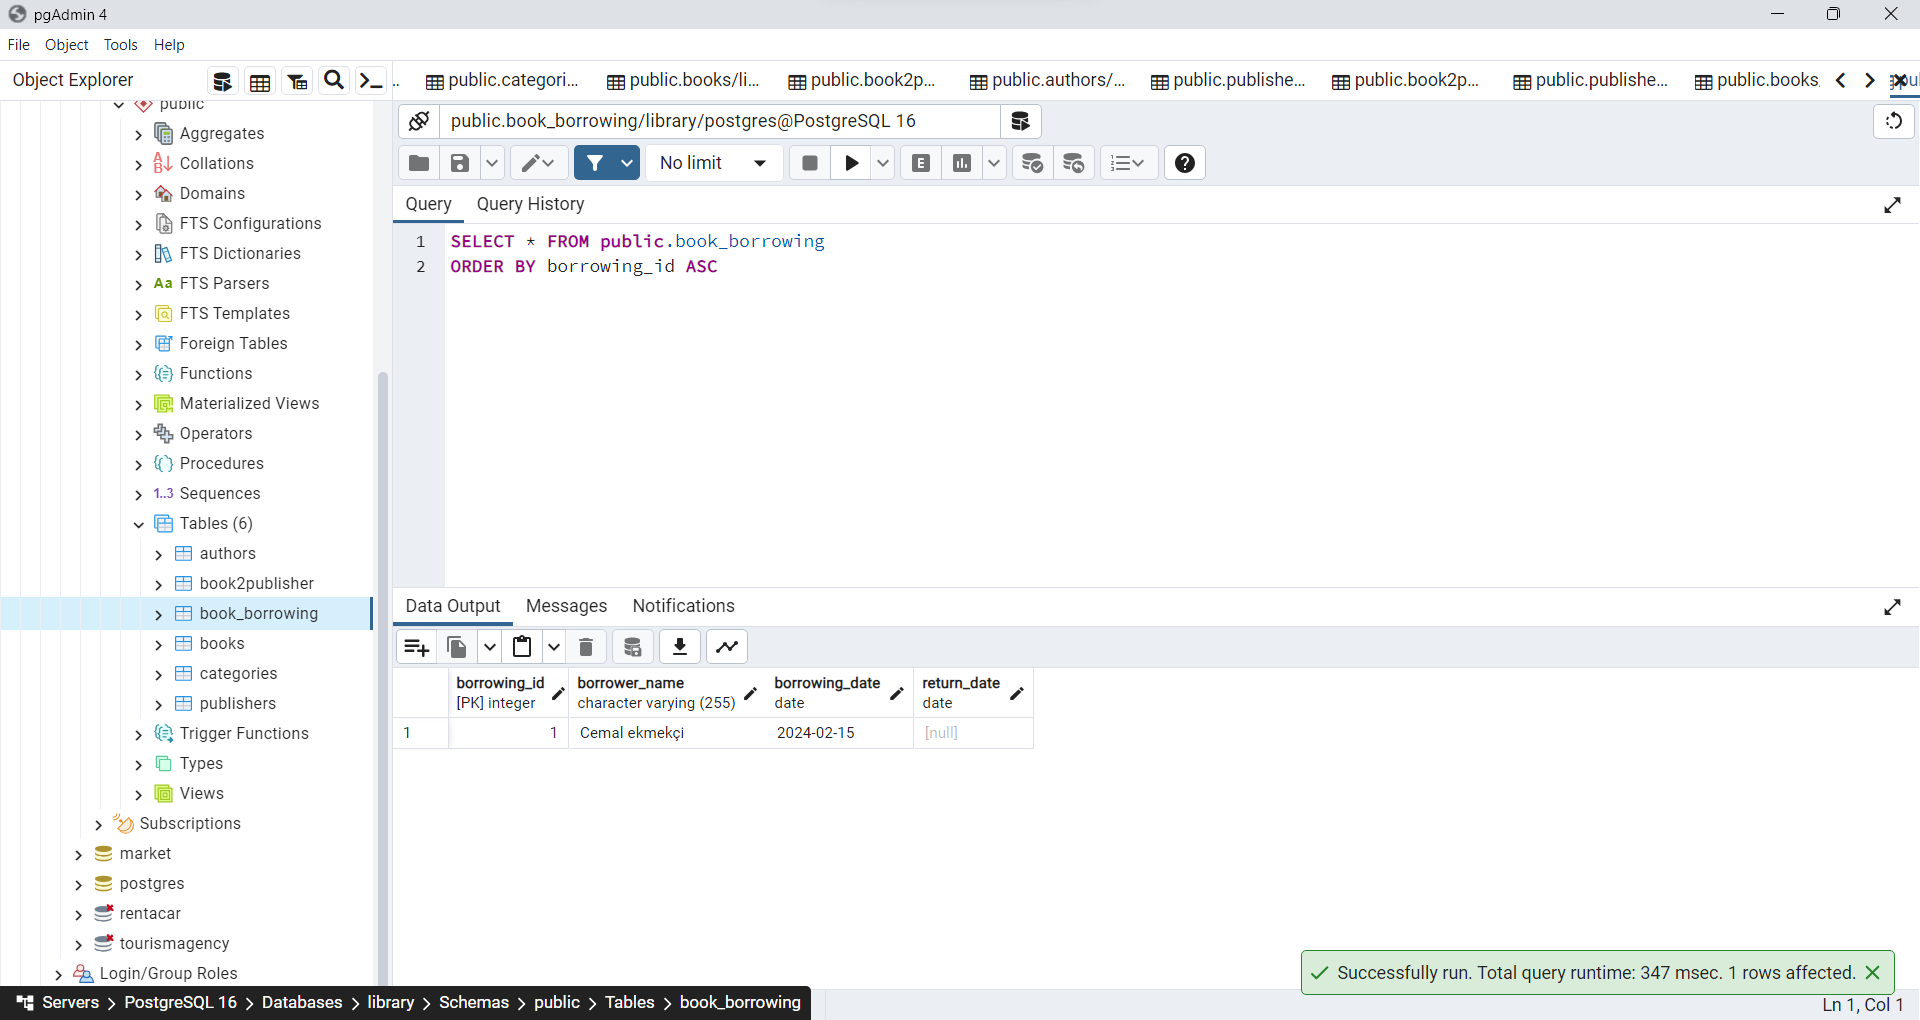 pgAdmin 4
File Object Tools Help
Object Explorer
public.categori...
public.books/li...
public.book2p...
public.authors/...
public.publishe...
public.book2p...
public.publishe...
public.books
public
Aggregates
Collations
Domains
FTS Configurations
FTS Dictionaries
Aa FTS Parsers
FTS Templates
Foreign Tables
Functions
Materialized Views
Operators
Procedures
1..3 Sequences
Tables (6)
authors
book2publisher
book_borrowing
books
categories
publishers
Trigger Functions
Types
Views
Subscriptions
market
postgres
rentacar
tourismagency
Login/Group Roles
public.book_borrowing/library/postgres@PostgreSQL 16
No limit
E
Query Query History
1 SELECT * FROM public.book_borrowing
2 ORDER BY borrowing_id ASC
Data Output Messages Notifications
borrowing_id borrower_name borrowing_date return_date
[PK] integer character varying (255) date date
1 1 Cemal ekmekçi 2024-02-15 [null]
Successfully run. Total query runtime: 347 msec. 1 rows affected.
Servers > PostgreSQL 16 > Databases > library > Schemas > public > Tables > book_borrowing
Ln 1, Col 1